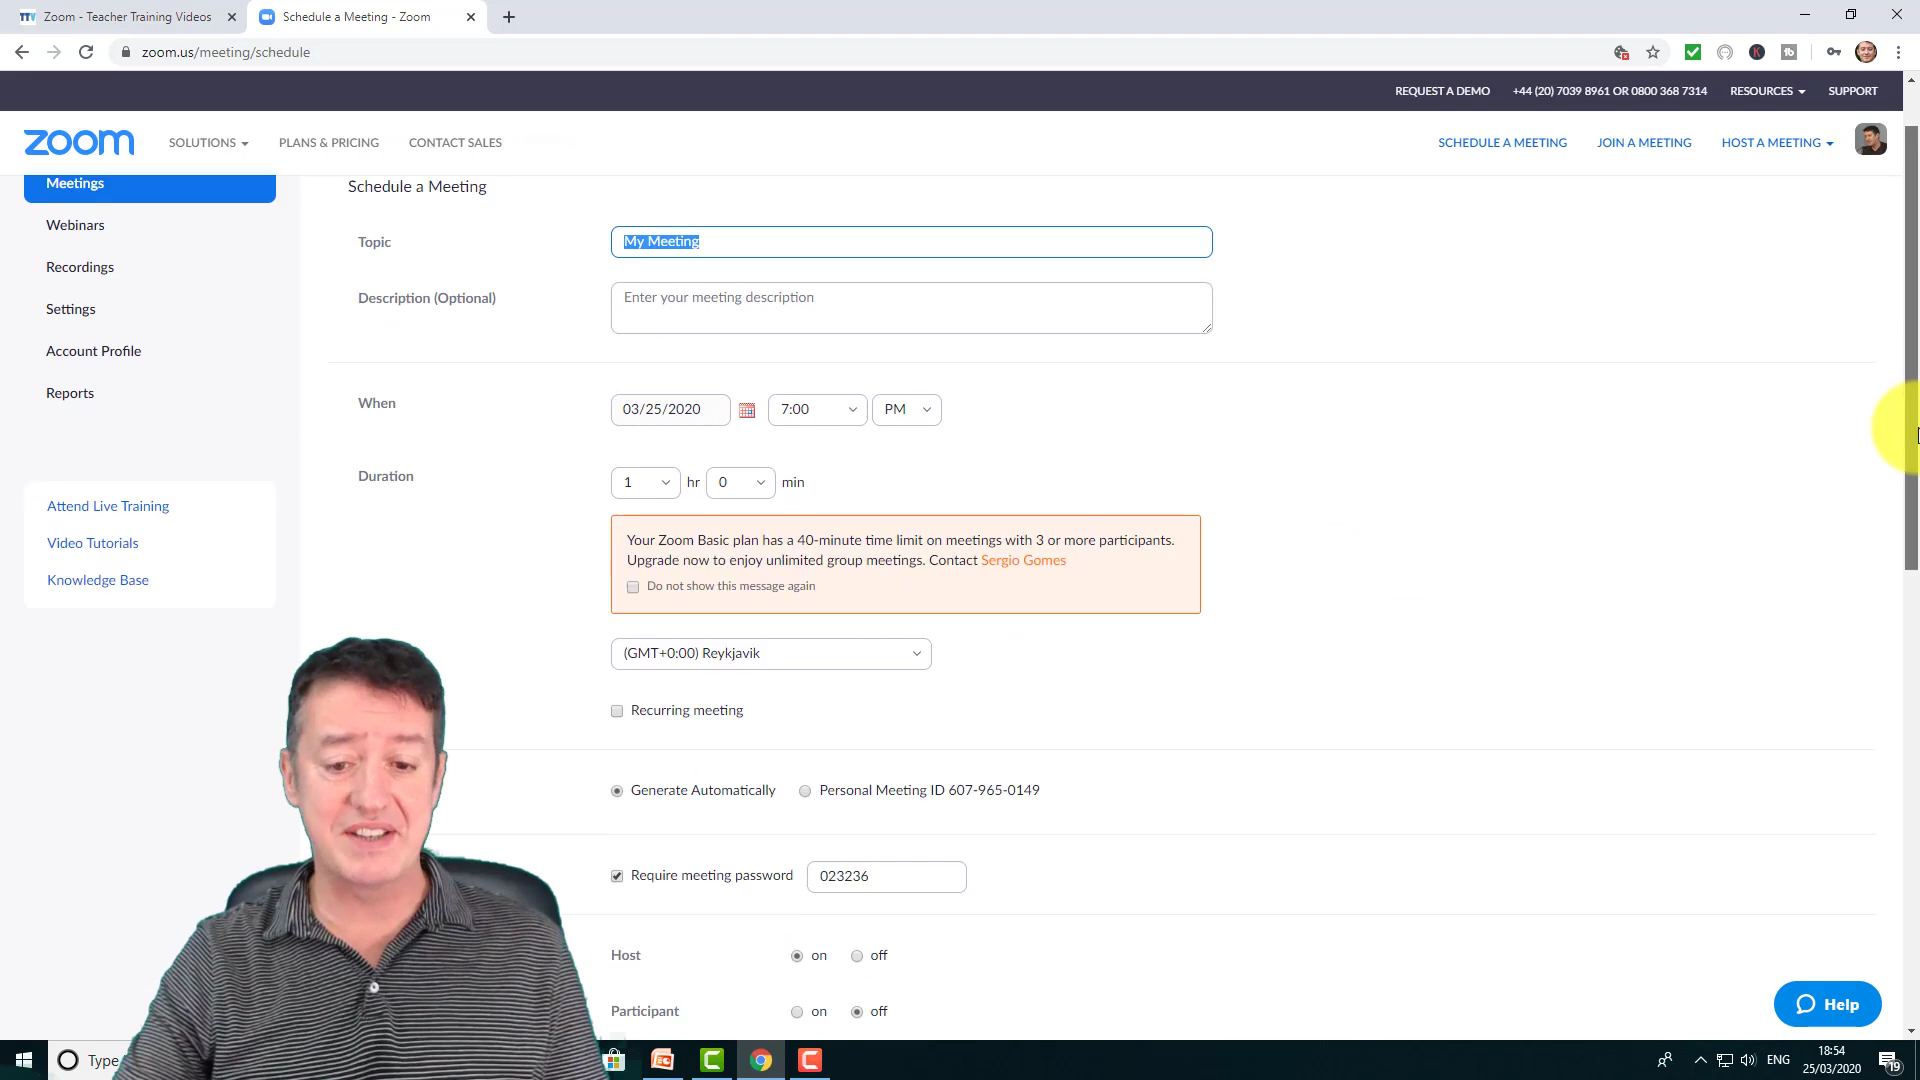 Zoom - Teacher Training Videos
Schedule a Meeting - Zoom
zoom.us/meeting/schedule
REQUEST A DEMO +44 (20) 7039 8961 OR 0800 368 7314 RESOURCES SUPPORT
zoom SOLUTIONS PLANS & PRICING CONTACT SALES SCHEDULE A MEETING JOIN A MEETING HOST A MEETING
Meetings
Webinars
Recordings
Settings
Account Profile
Reports
Attend Live Training
Video Tutorials
Knowledge Base
Schedule a Meeting
Topic My Meeting
Description (Optional) Enter your meeting description
When 03/25/2020 7:00 PM
Duration 1 hr 0 min
Your Zoom Basic plan has a 40-minute time limit on meetings with 3 or more participants.
Upgrade now to enjoy unlimited group meetings. Contact Sergio Gomes
Do not show this message again
(GMT+0:00) Reykjavik
Recurring meeting
Generate Automatically Personal Meeting ID 607-965-0149
Require meeting password 023236
Host on off
Participant on off
Help
Type
ENG
18:54
25/03/2020
19